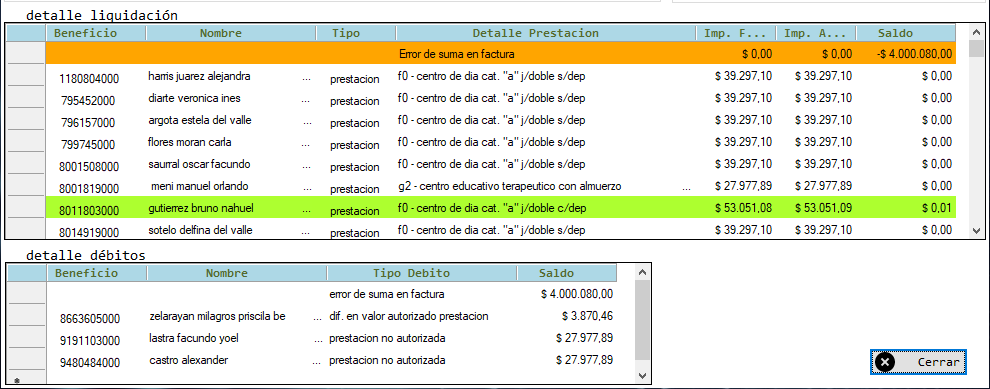 detalle liquidación
Beneficio Nombre Tipo Detalle Prestacion Imp. F... Imp. A... Saldo
Error de suma en factura $ 0,00 $ 0,00 -$ 4.000.080,00
1180804000 harris juarez alejandra ... prestacion f0 - centro de dia cat. "a" j/doble s/dep $ 39.297,10 $ 39.297,10 $ 0,00
795452000 diarte veronica ines ... prestacion f0 - centro de dia cat. "a" j/doble s/dep $ 39.297,10 $ 39.297,10 $ 0,00
796157000 argota estela del valle prestacion f0 - centro de dia cat. "a" j/doble s/dep $ 39.297,10 $ 39.297,10 $ 0,00
799745000 flores moran carla ... prestacion f0 - centro de dia cat. "a" j/doble s/dep $ 39.297,10 $ 39.297,10 $ 0,00
8001508000 saurral oscar facundo ... prestacion f0 - centro de dia cat. "a" j/doble s/dep $ 39.297,10 $ 39.297,10 $ 0,00
8001819000 meni manuel orlando ... prestacion g2 - centro educativo terapeutico con almuerzo ... $ 27.977,89 $ 27.977,89 $ 0,00
8011803000 gutierrez bruno nahuel ... prestacion f0 - centro de dia cat. "a" j/doble c/dep $ 53.051,08 $ 53.051,09 $ 0,01
8014919000 sotelo delfina del valle ... prestacion f0 - centro de dia cat. "a" j/doble s/dep $ 39.297,10 $ 39.297,10 $ 0,00
detalle débitos
Beneficio Nombre Tipo Debito Saldo
error de suma en factura $ 4.000.080,00
8663605000 zelarayan milagros priscila be ... dif. en valor autorizado prestacion $ 3.870,46
9191103000 lastra facundo yoel ... prestacion no autorizada $ 27.977,89
9480484000 castro alexander ... prestacion no autorizada $ 27.977,89
*
Cerrar